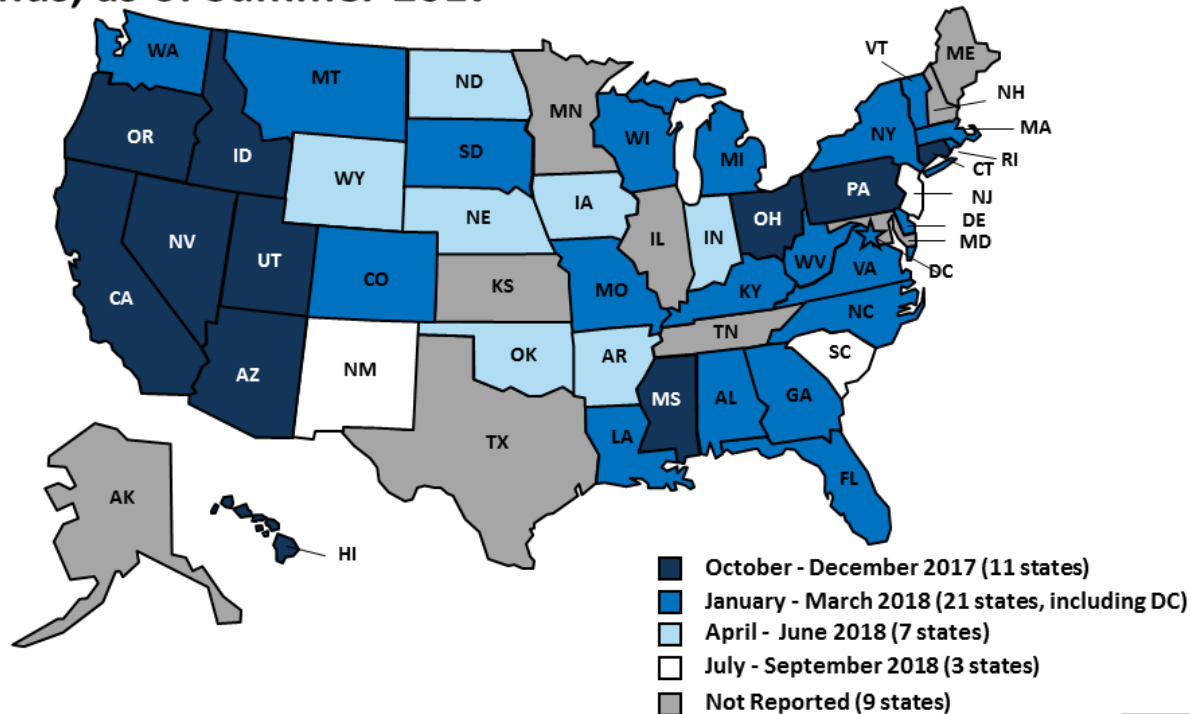 WA
MT
ND
MN
ME
VT
NH
OR
ID
SD
WI
MI
NY
MA
WY
RI
CT
NE
IA
PA
NJ
NV
UT
CO
IL
IN
OH
DE
MD
KS
MO
WV
VA
DC
CA
KY
NC
AZ
NM
OK
AR
TN
SC
MS
AL
GA
TX
LA
FL
AK
HI
October - December 2017 (11 states)
January - March 2018 (21 states, including DC)
April - June 2018 (7 states)
July - September 2018 (3 states)
Not Reported (9 states)